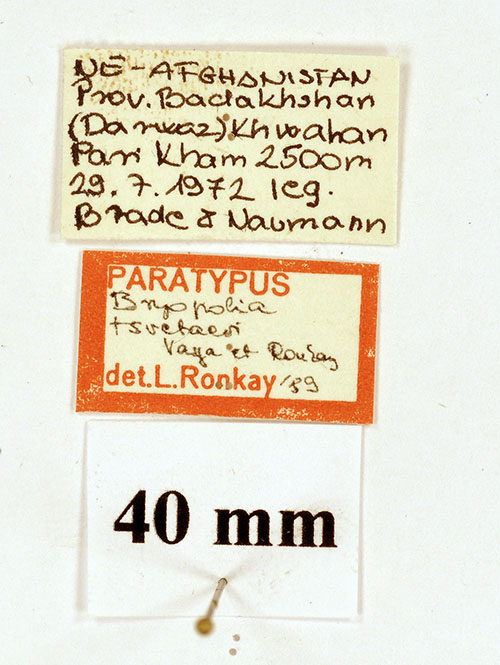 NE-AFGHANISTAN
Prov. Badakhshan
(Darwaz) Khwahan
Parri Kham 2500m
29.7.1972 leg.
Brade & Naumann
PARATYPUS
Bryopolia
tsvetaevi
Varga et Ronkay
det. L. Ronkay '89
40 mm